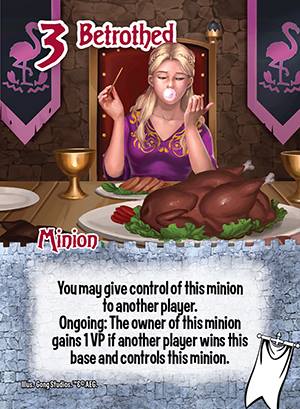 3 Betrothed
Minion
You may give control of this minion
to another player.
Ongoing: The owner of this minion
gains 1 VP if another player wins this
base and controls this minion.
Illus. Gong Studios.
AEG.